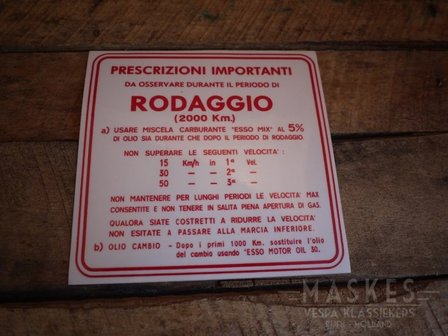 PRESCRIZIONI IMPORTANTI
DA OSSERVARE DURANTE IL PERIODO DI
RODAGGIO
(2000 Km.)
a) USARE MISCELA CARBURANTE "ESSO MIX" AL 5%
DI OLIO SIA DURANTE CHE DOPO IL PERIODO DI RODAGGIO.
NON SUPERARE LE SEGUENTI VELOCITA':
15 Km/h in 1ª Vel.
30 — — 2ª —
50 — — 3ª —
NON MANTENERE PER LUNGHI PERIODI LE VELOCITA' MAX
CONSENTITE E NON TENERE IN SALITA PIENA APERTURA DI GAS.
QUALORA SIATE COSTRETTI A RIDURRE LA VELOCITA'
NON ESITATE A PASSARE ALLA MARCIA INFERIORE.
b) OLIO CAMBIO - Dopo i primi 1000 Km. sostituire l'olio
del cambio usando "ESSO MOTOR OIL 30.
MASKES
VESPA KLASSIEKERS
HOLLAND